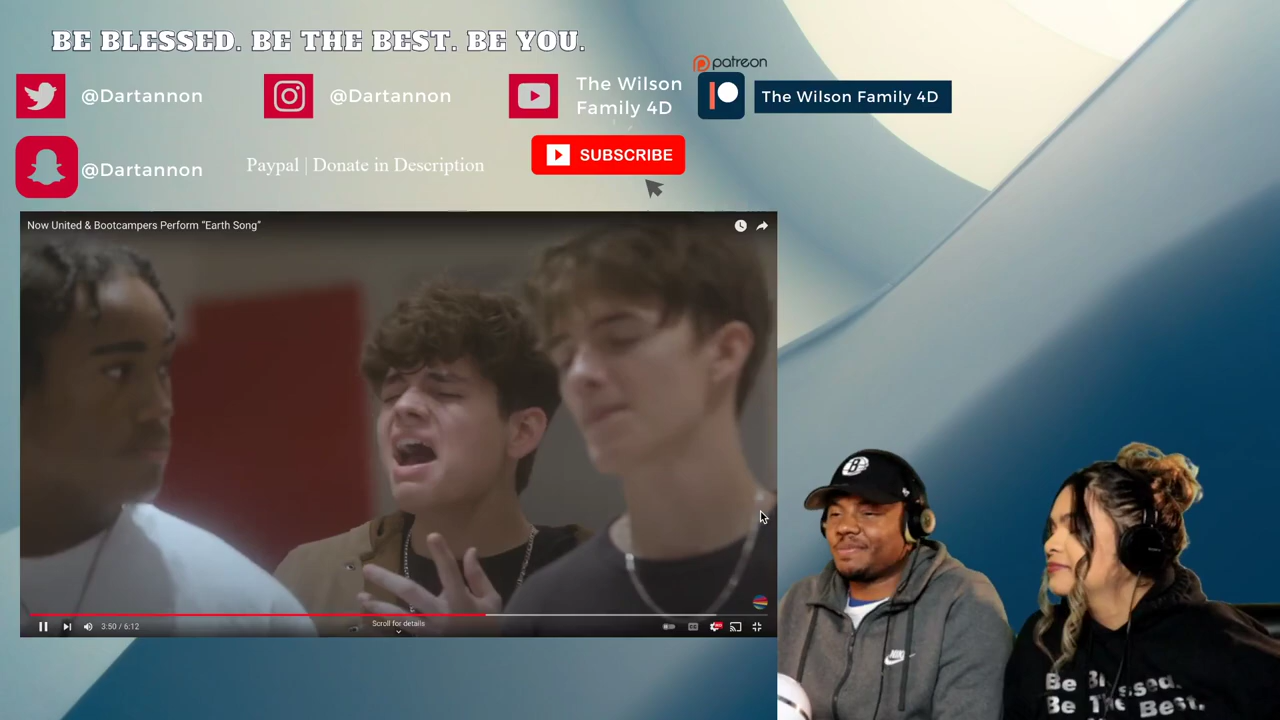 BE BLESSED. BE THE BEST. BE YOU.
patreon
@Dartannon
@Dartannon
The Wilson
Family 4D
The Wilson Family 4D
@Dartannon
Paypal | Donate in Description
SUBSCRIBE
Now United & Bootcampers Perform “Earth Song”
3:50 / 6:12
Scroll for details
Be Blessed.
Be The Best.